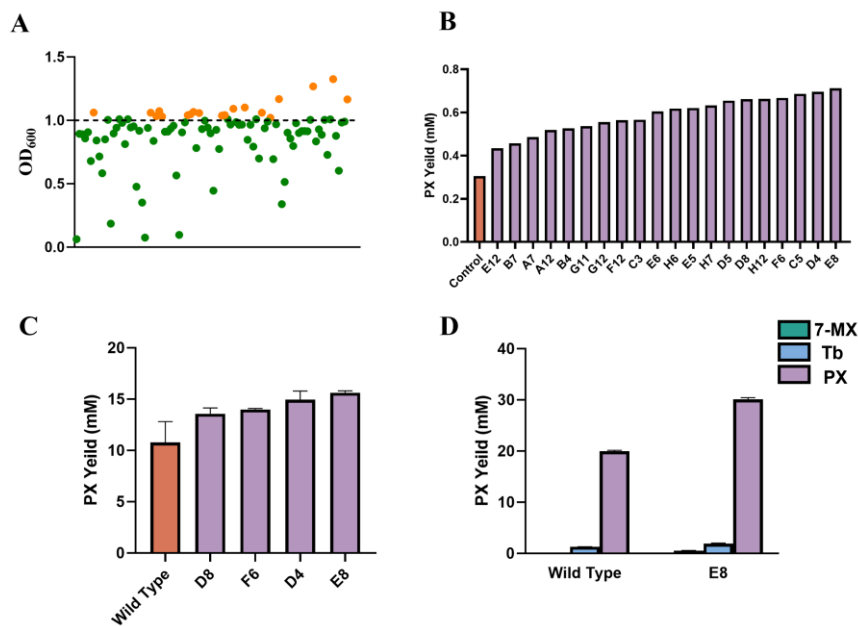 A
OD600
1.5
1.0
0.5
0.0
B
PX Yeild (mM)
0.8
0.6
0.4
0.2
0.0
Control
E12
B7
A7
A12
B4
G11
G12
F12
C3
E6
H6
E5
H7
D5
D8
H12
F6
C5
D4
E8
C
PX Yeild (mM)
20
15
10
5
0
Wild Type
D8
F6
D4
E8
D
7-MX
Tb
PX
PX Yeild (mM)
40
30
20
10
0
Wild Type
E8